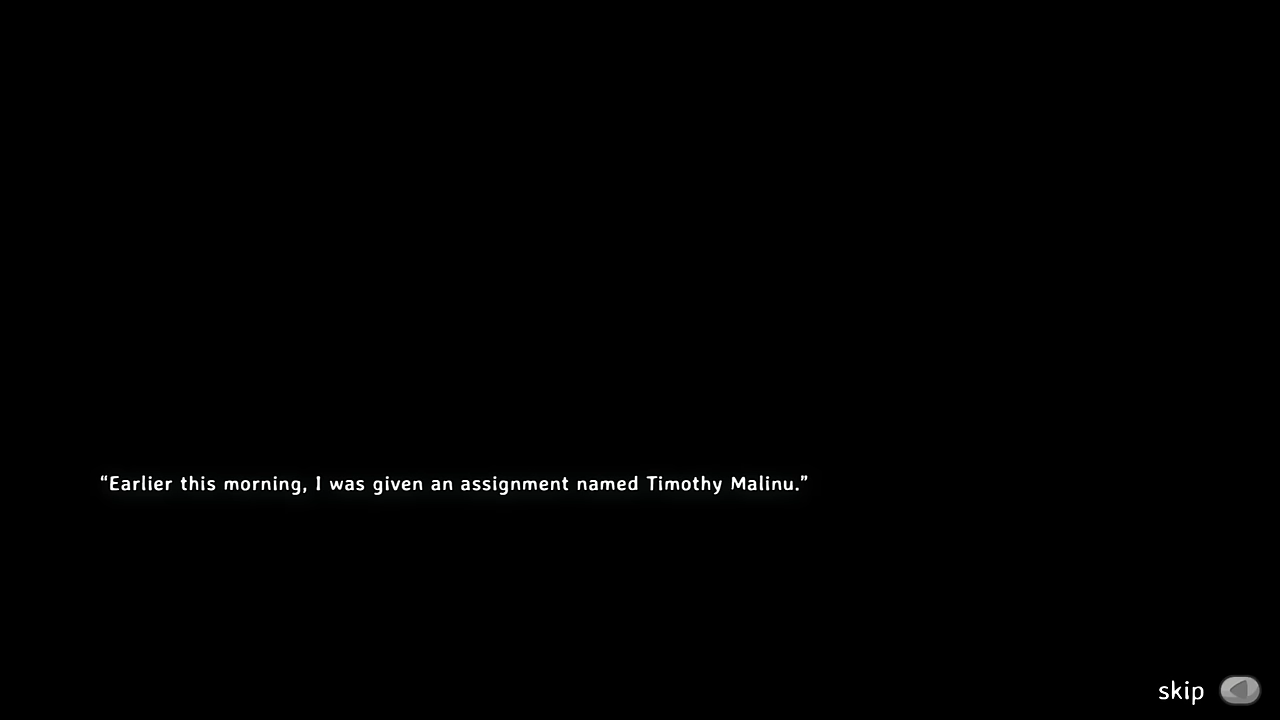 “Earlier this morning, I was given an assignment named Timothy Malinu.”
skip